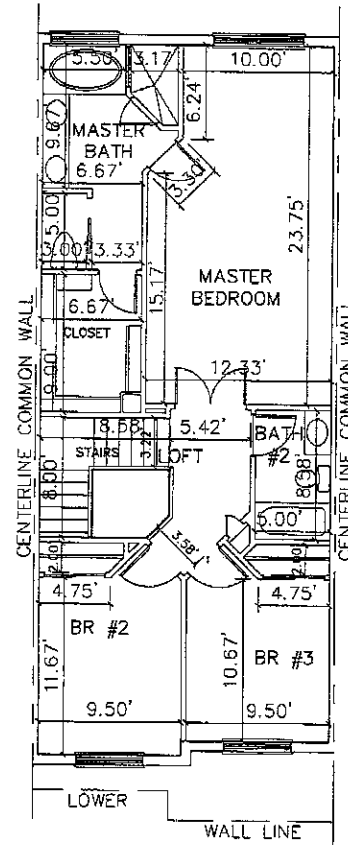 5.50'
3.17'
10.00'
6.24'
9.67'
MASTER
BATH
6.67'
3.30'
5.00'
3.00'
3.33'
23.75'
15.17'
MASTER
BEDROOM
6.67'
CLOSET
9.00'
12.33'
CENTERLINE COMMON WALL
CENTERLINE COMMON WALL
8.58'
5.42'
BATH
#2
STAIRS
3.22'
LOFT
8.00'
8.98'
5.00'
3.58'
2.00'
2.00'
4.75'
4.75'
BR #2
BR #3
11.67'
10.67'
9.50'
9.50'
LOWER
WALL LINE